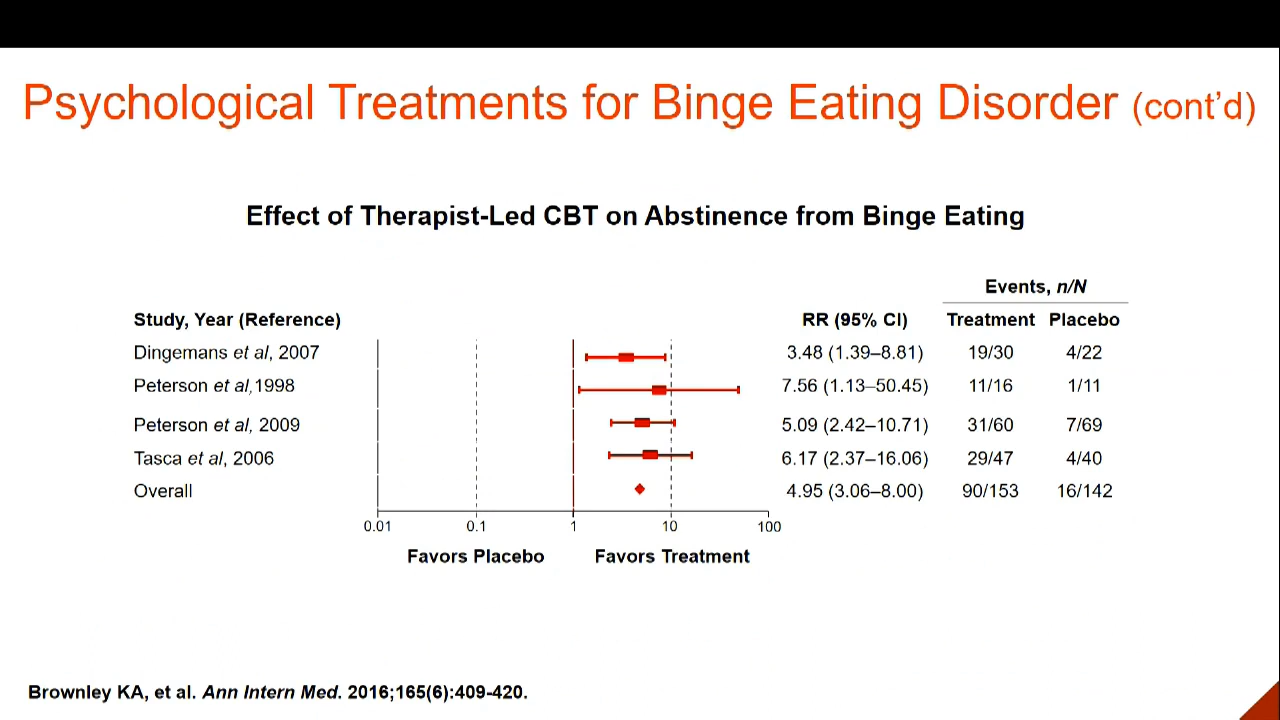 Psychological Treatments for Binge Eating Disorder (cont'd)
Effect of Therapist-Led CBT on Abstinence from Binge Eating
Events, n/N
Study, Year (Reference) RR (95% CI) Treatment Placebo
Dingemans et al, 2007 3.48 (1.39–8.81) 19/30 4/22
Peterson et al,1998 7.56 (1.13–50.45) 11/16 1/11
Peterson et al, 2009 5.09 (2.42–10.71) 31/60 7/69
Tasca et al, 2006 6.17 (2.37–16.06) 29/47 4/40
Overall 4.95 (3.06–8.00) 90/153 16/142
0.01 0.1 1 10 100
Favors Placebo Favors Treatment
Brownley KA, et al. Ann Intern Med. 2016;165(6):409-420.